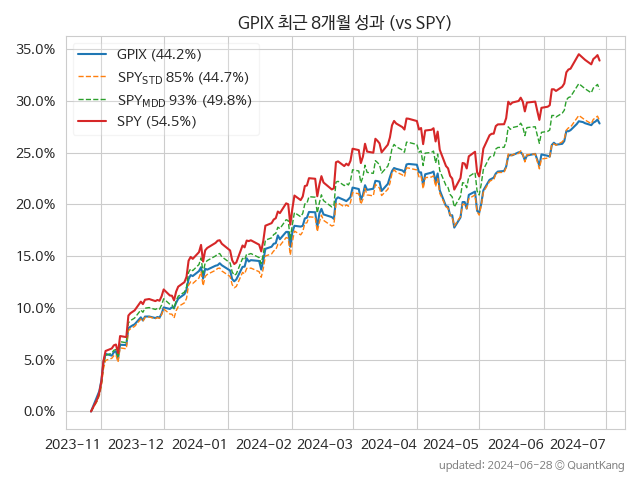 GPIX 최근 8개월 성과 (vs SPY)
35.0%
30.0%
25.0%
20.0%
15.0%
10.0%
5.0%
0.0%
GPIX (44.2%)
SPY_STD 85% (44.7%)
SPY_MDD 93% (49.8%)
SPY (54.5%)
2023-11 2023-12 2024-01 2024-02 2024-03 2024-04 2024-05 2024-06 2024-07
updated: 2024-06-28 © QuantKang